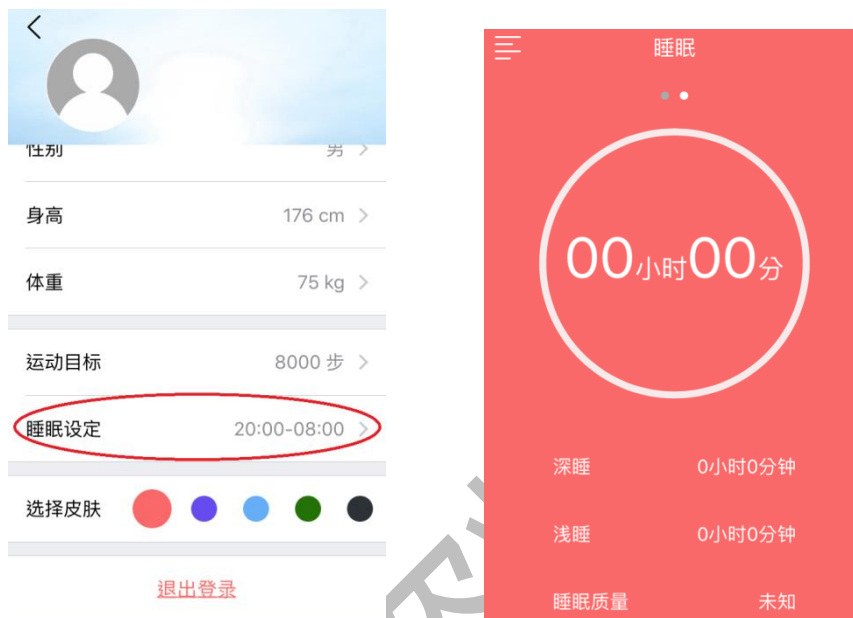 性别 男
身高 176 cm
体重 75 kg
运动目标 8000 步
睡眠设定 20:00-08:00
选择皮肤
退出登录
睡眠
00小时00分
深睡 0小时0分钟
浅睡 0小时0分钟
睡眠质量 未知